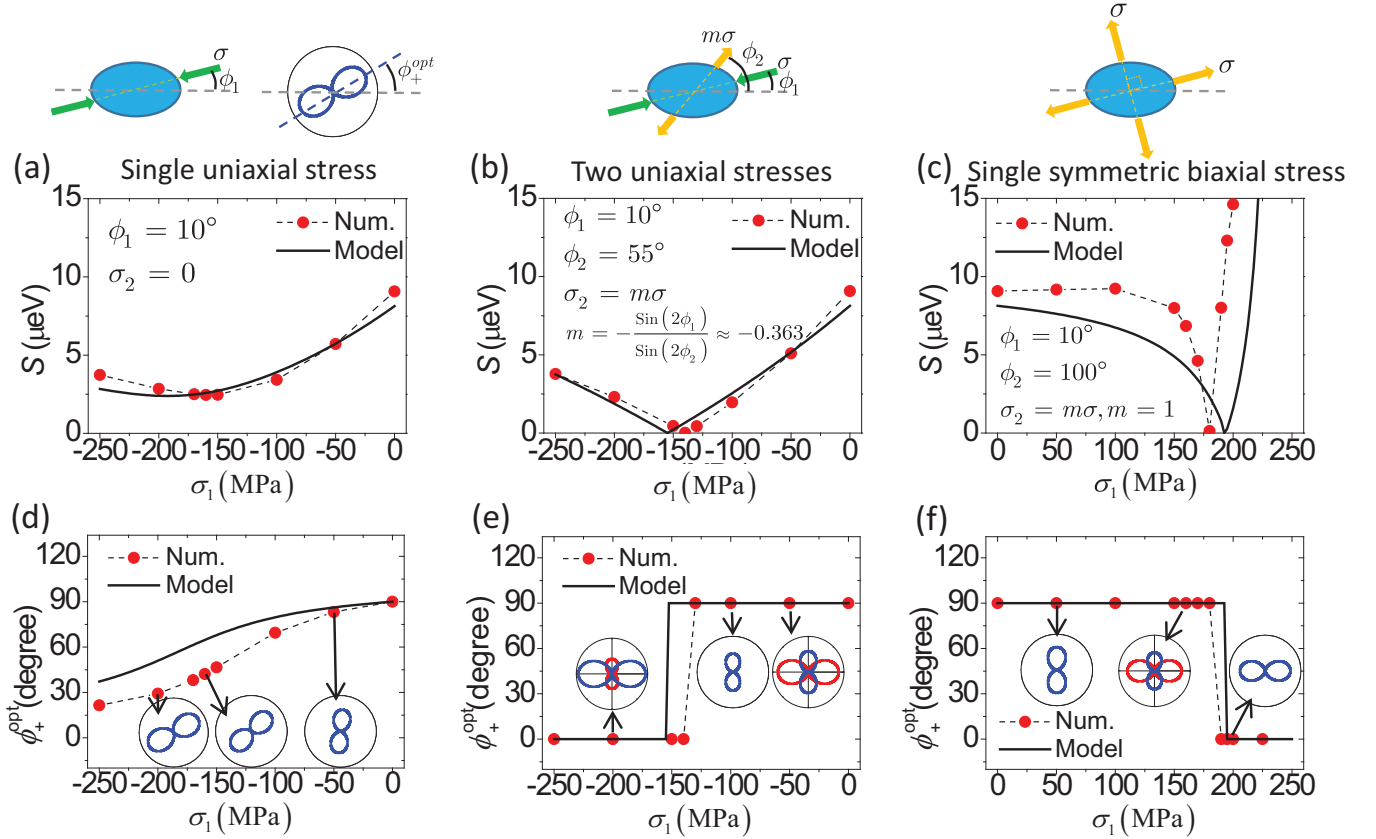 σ
ϕ₁
ϕ₊ᵒᵖᵗ
mσ
ϕ₂
σ
ϕ₁
σ
σ
(a) Single uniaxial stress
(b) Two uniaxial stresses
(c) Single symmetric biaxial stress
15
10
5
0
S (μeV)
ϕ₁ = 10°
σ₂ = 0
Num.
Model
-250 -200 -150 -100 -50 0
σ₁ (MPa)
15
10
5
0
S (μeV)
ϕ₁ = 10°
ϕ₂ = 55°
σ₂ = mσ
m = − Sin(2ϕ₁) / Sin(2ϕ₂) ≈ −0.363
Num.
Model
-250 -200 -150 -100 -50 0
σ₁ (MPa)
15
10
5
0
S (μeV)
Num.
Model
ϕ₁ = 10°
ϕ₂ = 100°
σ₂ = mσ, m = 1
0 50 100 150 200 250
σ₁ (MPa)
(d)
120
90
60
30
0
ϕ₊ᵒᵖᵗ (degree)
Num.
Model
-250 -200 -150 -100 -50 0
σ₁ (MPa)
(e)
120
90
60
30
0
ϕ₊ᵒᵖᵗ (degree)
Num.
Model
-250 -200 -150 -100 -50 0
σ₁ (MPa)
(f)
120
90
60
30
0
ϕ₊ᵒᵖᵗ (degree)
Num.
Model
0 50 100 150 200 250
σ₁ (MPa)